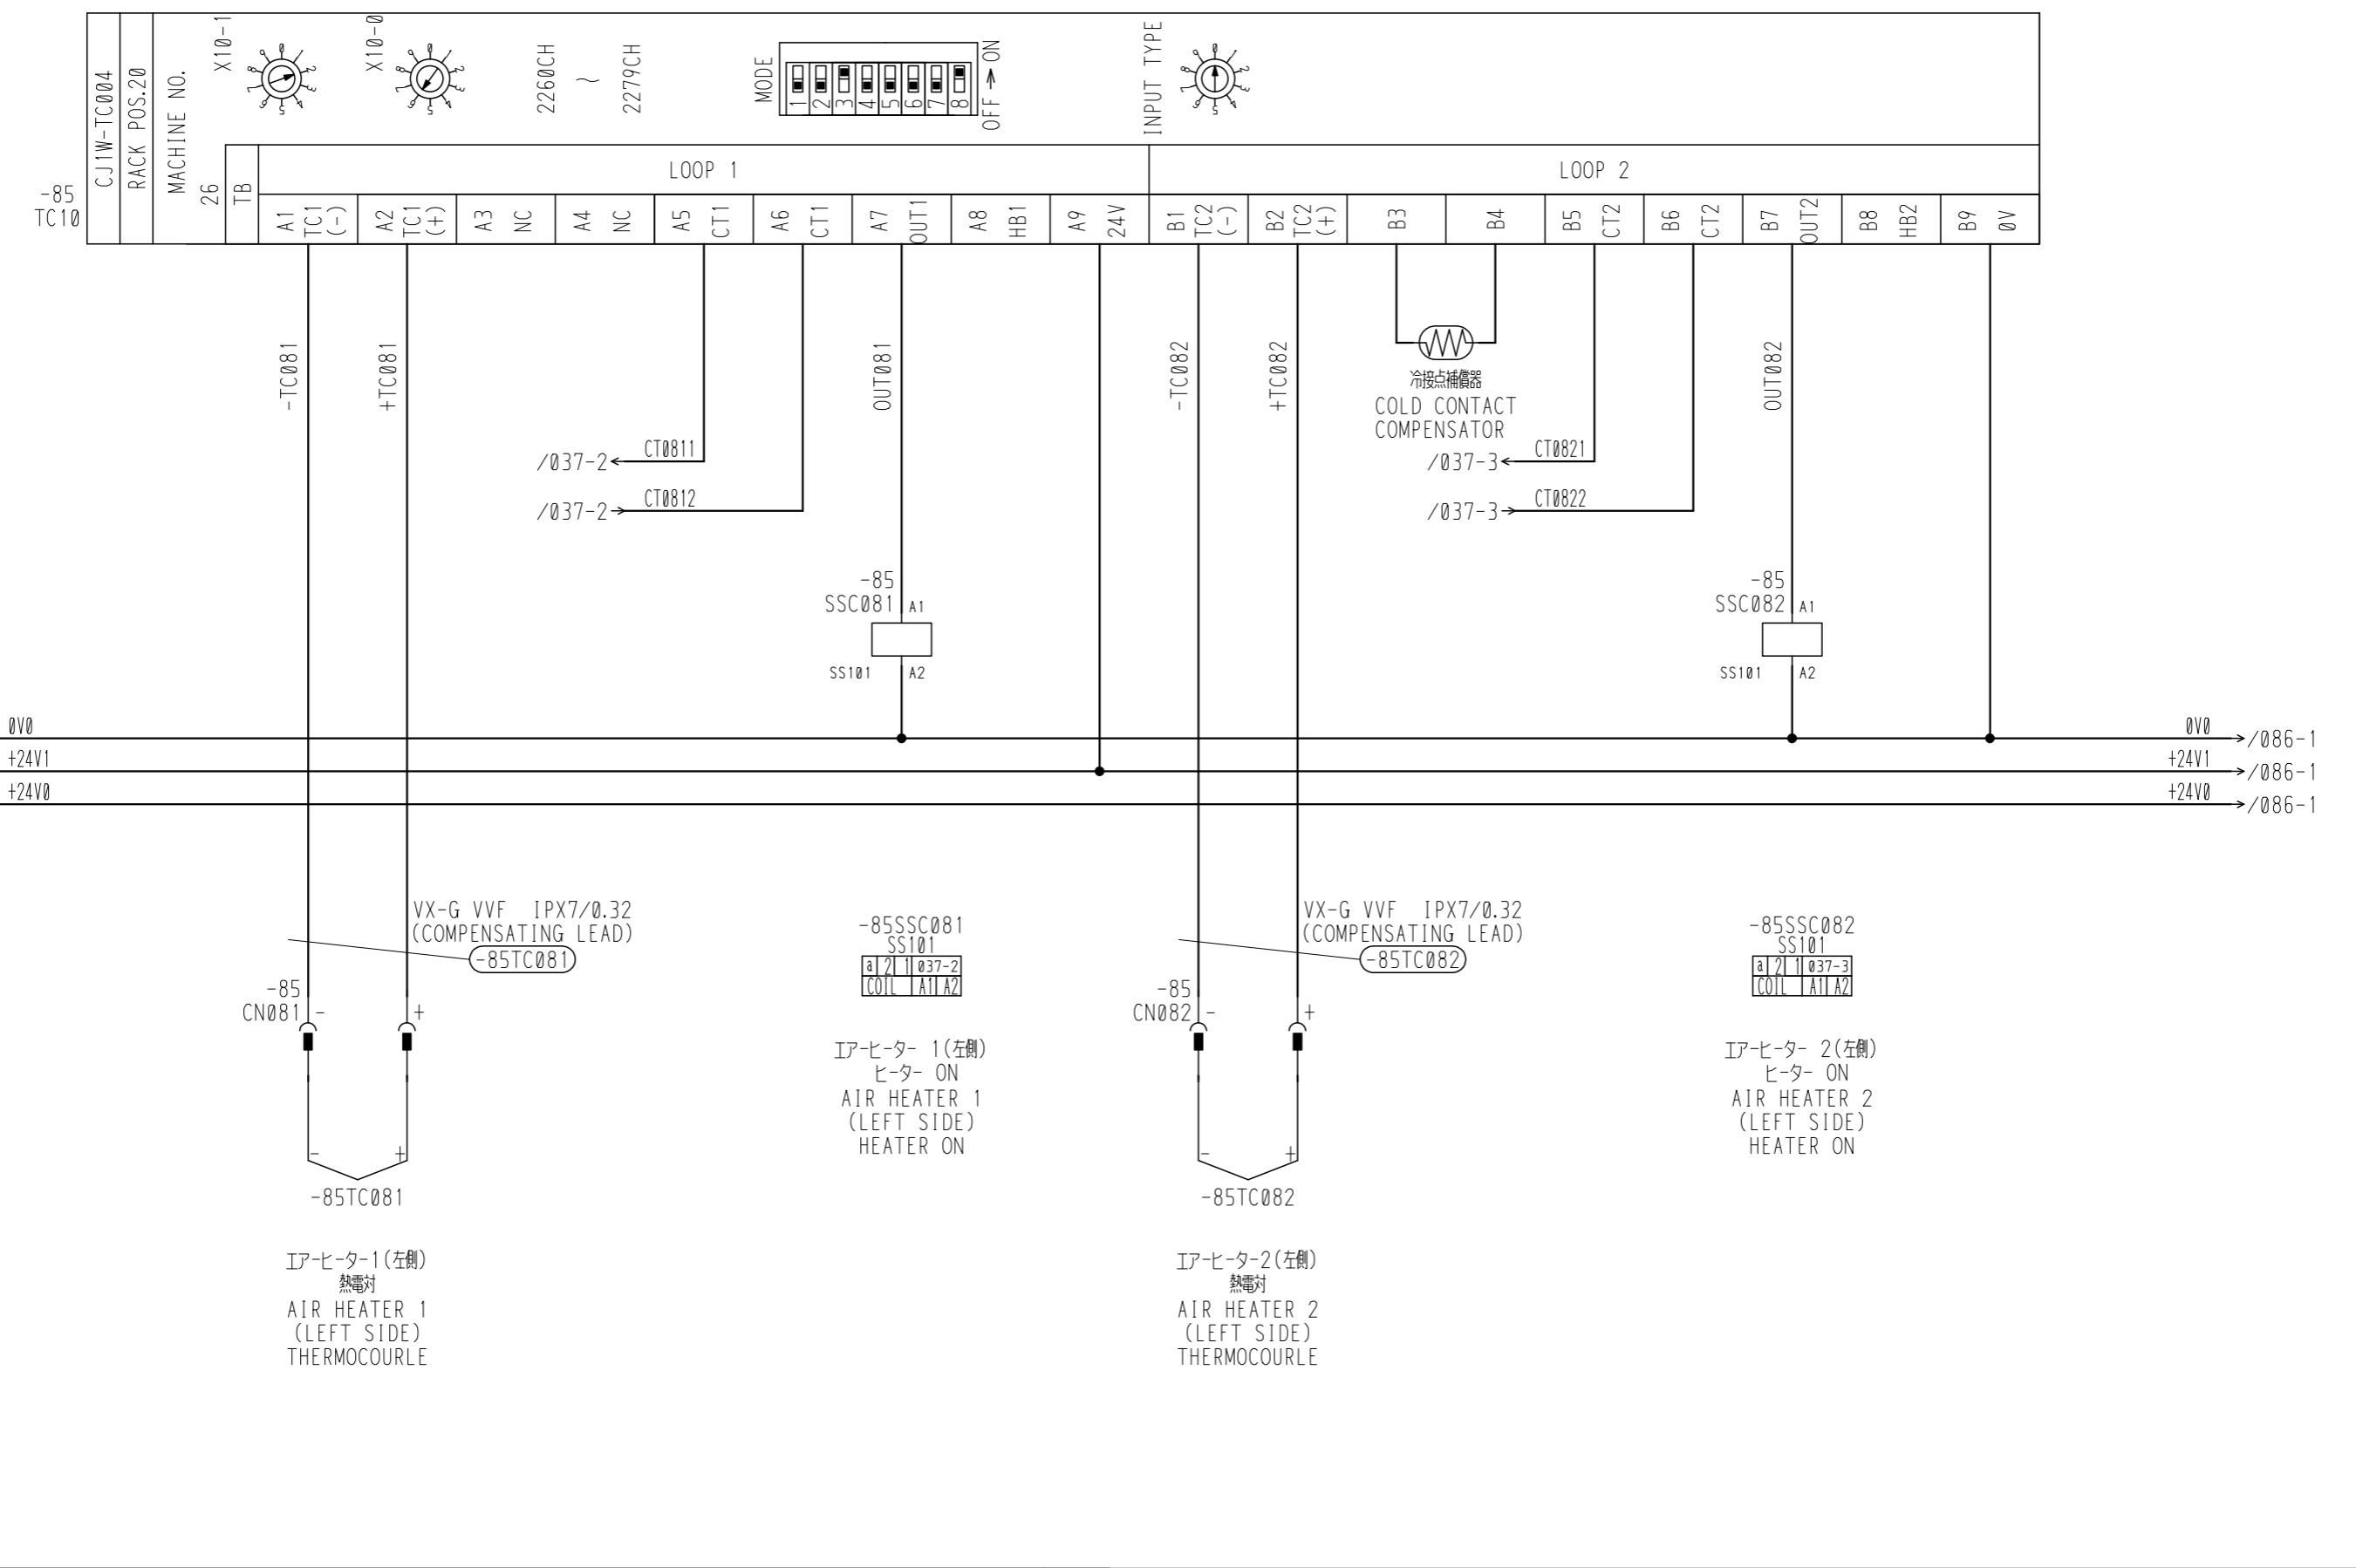 -85
TC10
CJ1W-TC004
RACK POS.20
MACHINE NO.
26
X10-1
X10-0
2260CH
~
2279CH
MODE
1 2 3 4 5 6 7 8
OFF → ON
INPUT TYPE
TB
LOOP 1
LOOP 2
A1 TC1 (-)
A2 TC1 (+)
A3 NC
A4 NC
A5 CT1
A6 CT1
A7 OUT1
A8 HB1
A9 24V
B1 TC2 (-)
B2 TC2 (+)
B3
B4
B5 CT2
B6 CT2
B7 OUT2
B8 HB2
B9 0V
-TC081
+TC081
OUT081
-TC082
+TC082
OUT082
冷接点補償器
COLD CONTACT
COMPENSATOR
/037-2 CT0811
/037-2 CT0812
/037-3 CT0821
/037-3 CT0822
-85
SSC081 A1
SS101 A2
-85
SSC082 A1
SS101 A2
0V0
+24V1
+24V0
0V0 /086-1
+24V1 /086-1
+24V0 /086-1
VX-G VVF IPX7/0.32
(COMPENSATING LEAD)
-85TC081
-85
CN081 - +
- +
-85TC081
エアーヒーター1(左側)
熱電対
AIR HEATER 1
(LEFT SIDE)
THERMOCOURLE
-85SSC081
SS101
a 2 1 037-2
COIL A1 A2
エアーヒーター 1(左側)
ヒーター ON
AIR HEATER 1
(LEFT SIDE)
HEATER ON
VX-G VVF IPX7/0.32
(COMPENSATING LEAD)
-85TC082
-85
CN082 - +
- +
-85TC082
エアーヒーター2(左側)
熱電対
AIR HEATER 2
(LEFT SIDE)
THERMOCOURLE
-85SSC082
SS101
a 2 1 037-3
COIL A1 A2
エアーヒーター 2(左側)
ヒーター ON
AIR HEATER 2
(LEFT SIDE)
HEATER ON